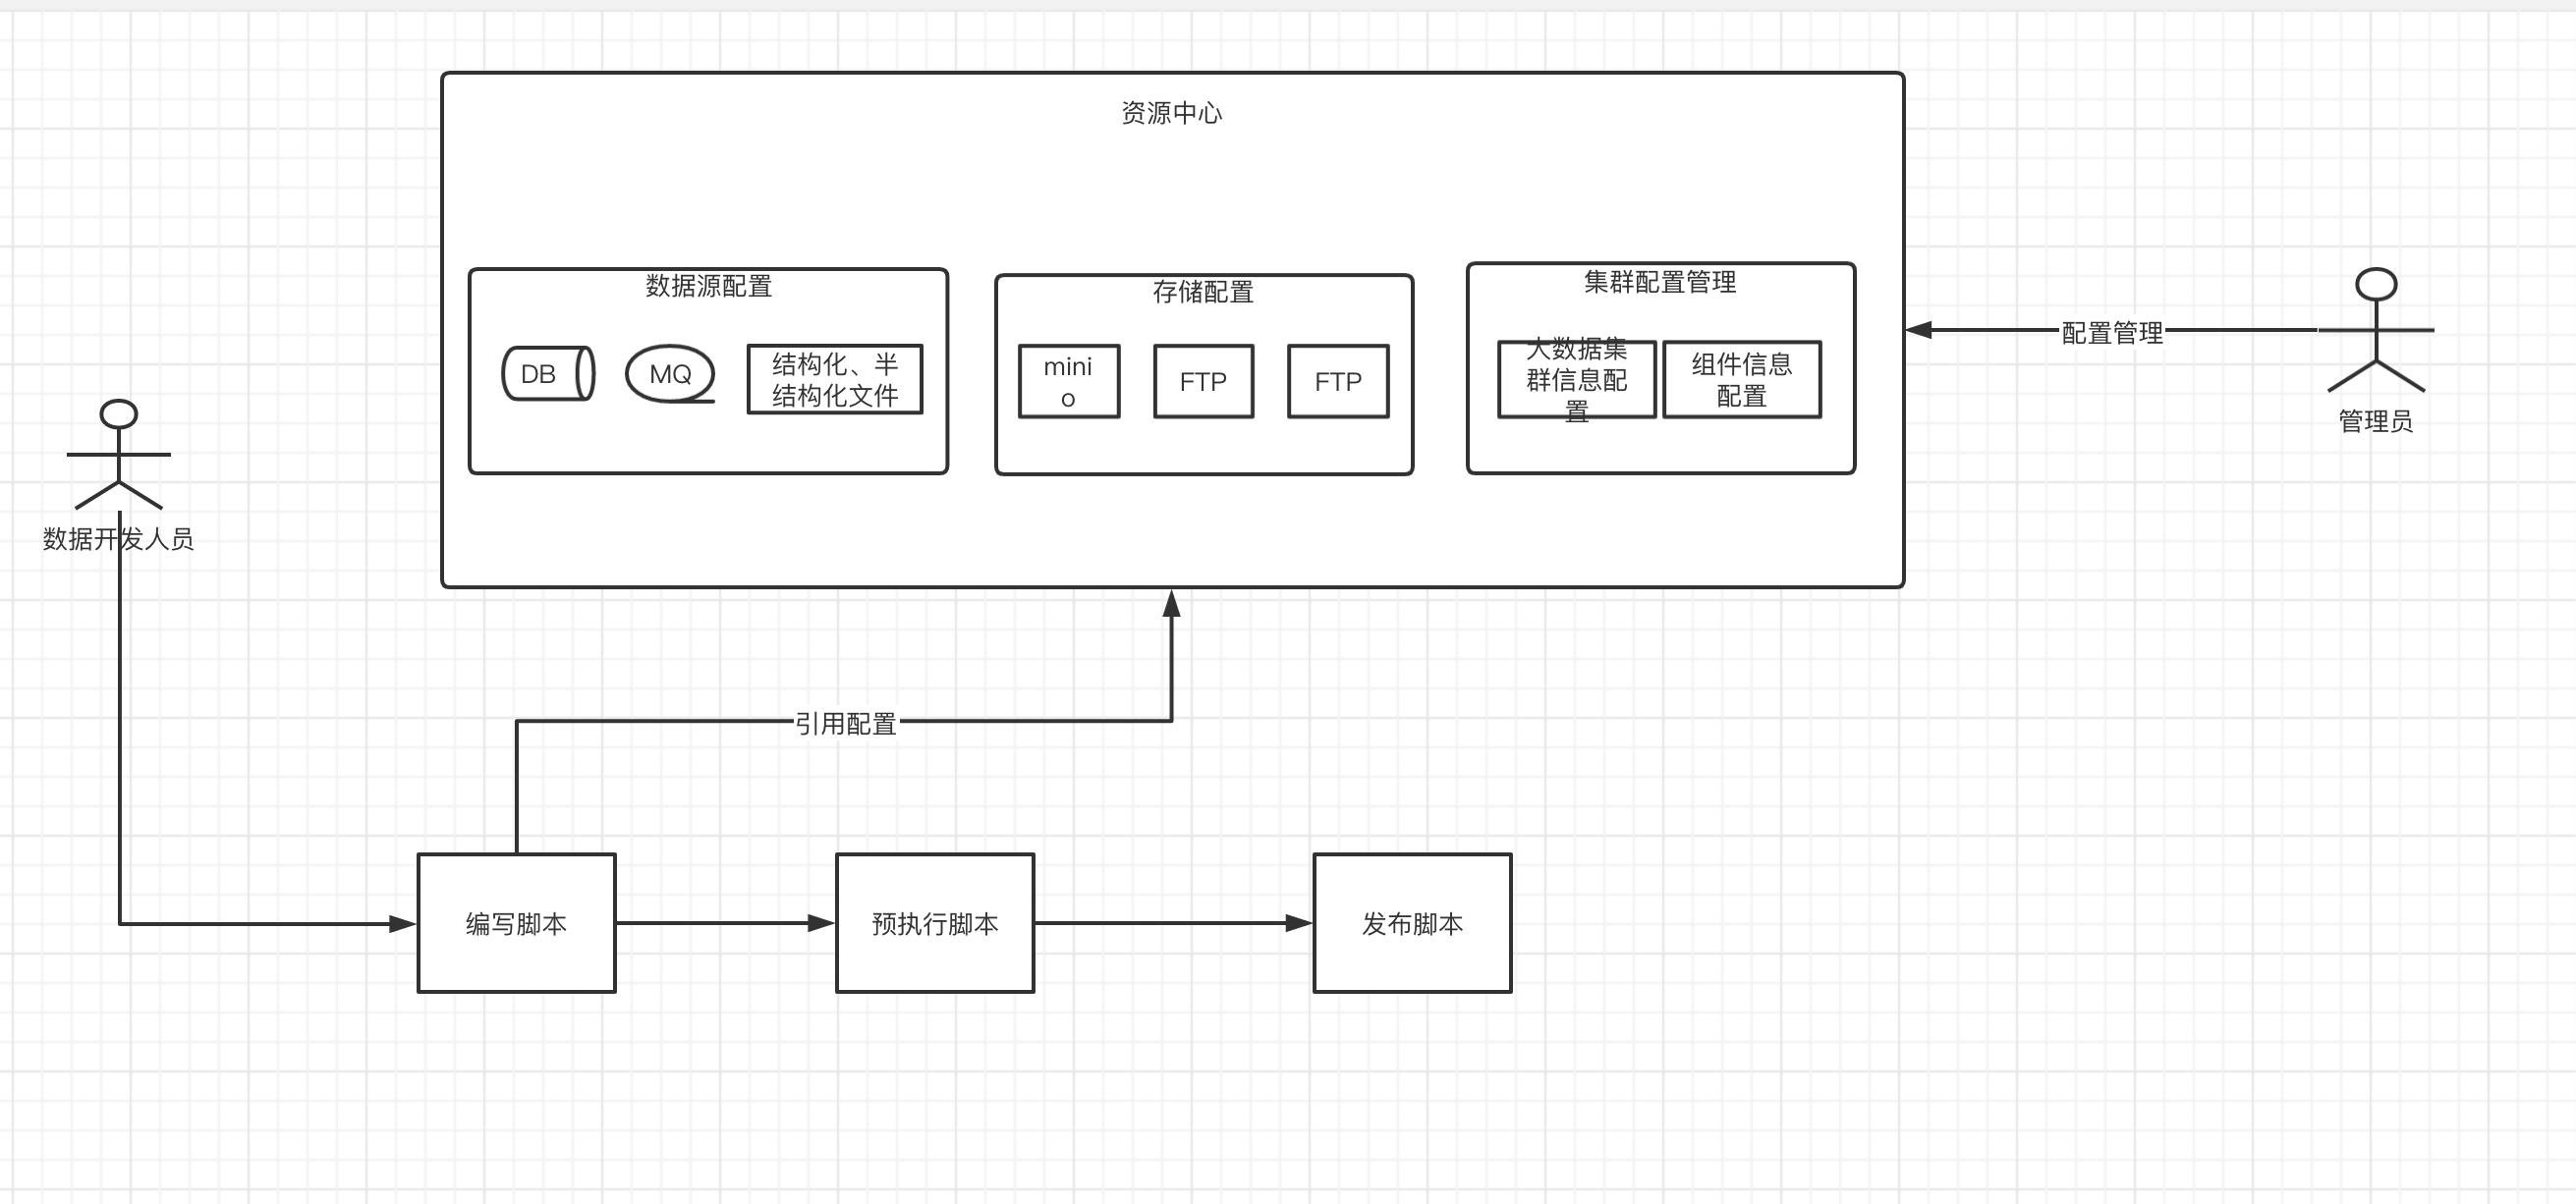 资源中心
数据源配置
DB
MQ
结构化、半
结构化文件
存储配置
mini
o
FTP
FTP
集群配置管理
大数据集
群信息配
置
组件信息
配置
配置管理
管理员
数据开发人员
引用配置
编写脚本
预执行脚本
发布脚本